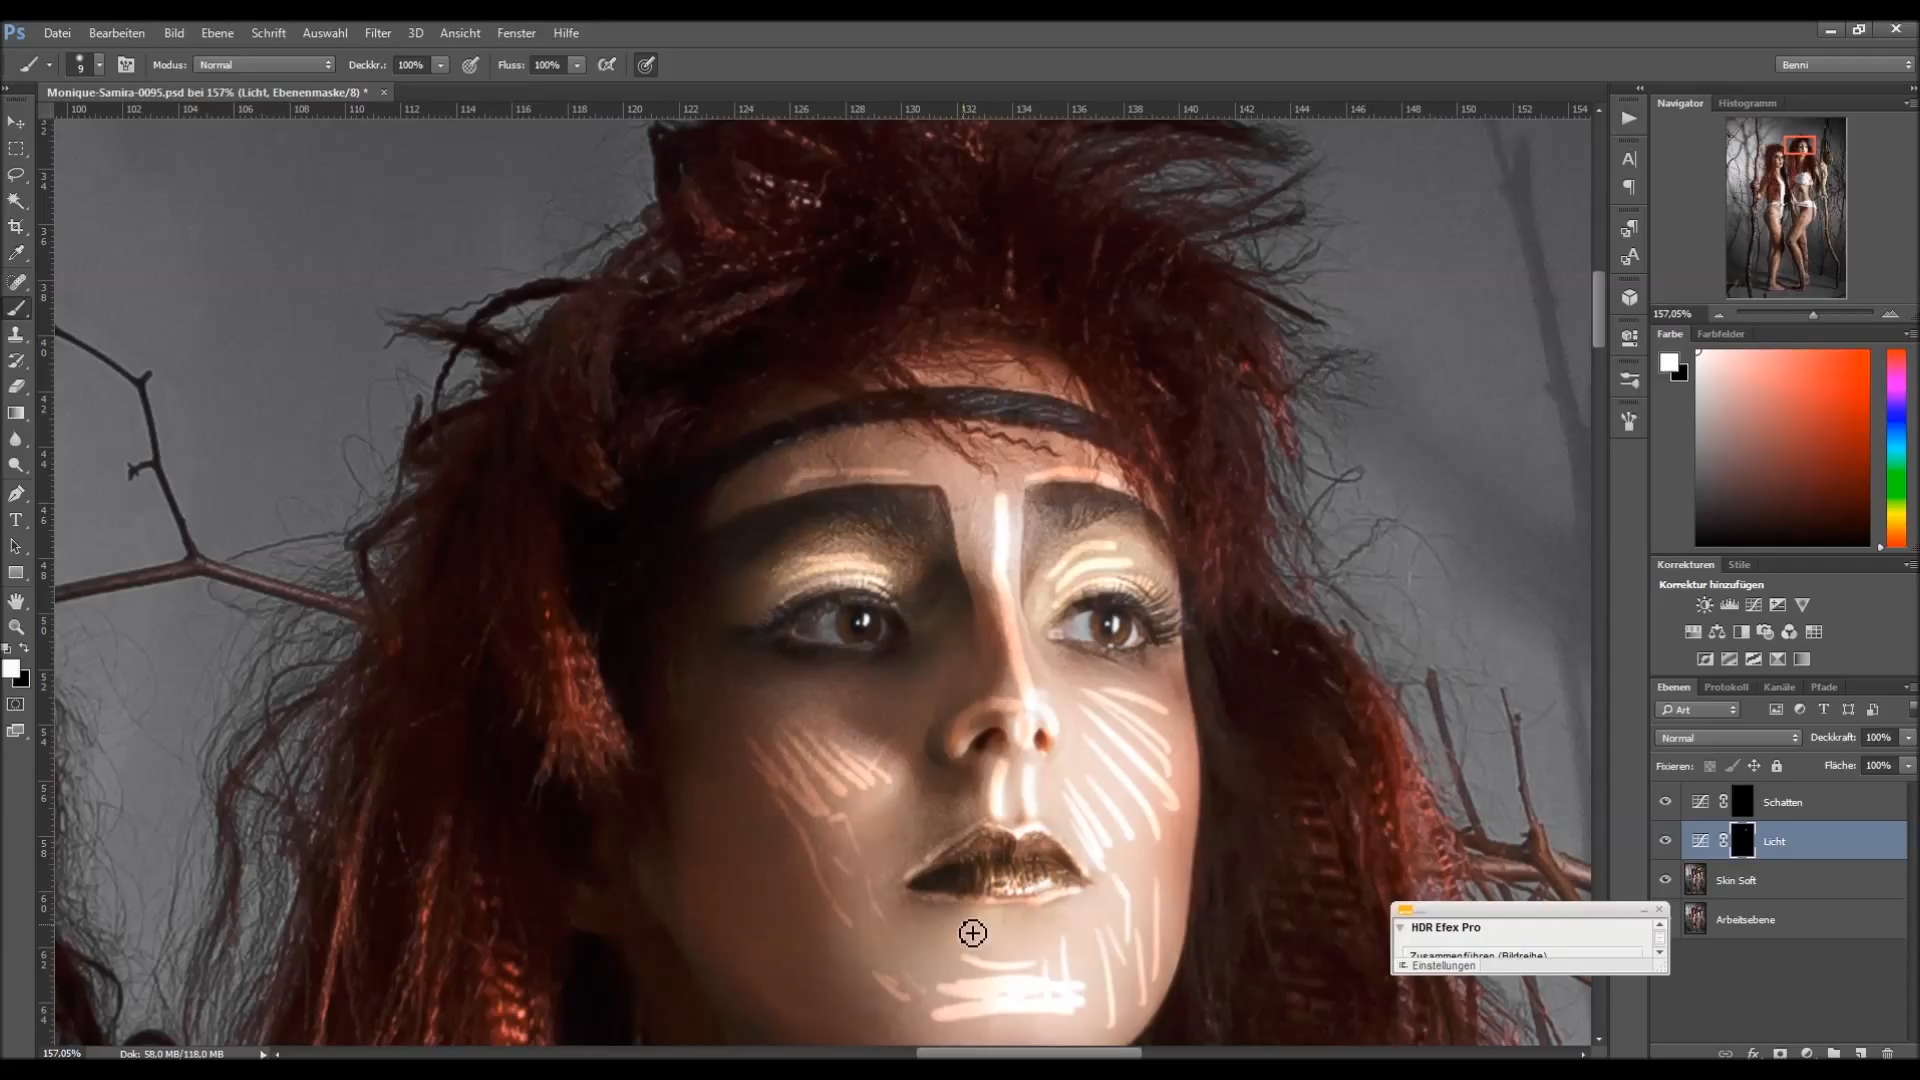 Ps Datei Bearbeiten Bild Ebene Schrift Auswahl Filter 3D Ansicht Fenster Hilfe
9 Modus: Normal Deckkr.: 100% Fluss: 100% Benni
Monique-Samira-0095.psd bei 157% (Licht, Ebenenmaske/8) * ×
100 102 104 106 108 110 112 114 116 118 120 122 124 126 128 130 132 134 136 138 140 142 144 146 148 150 152 154
Navigator Histogramm
157,05%
Farbe Farbfelder
Korrekturen Stile
Korrektur hinzufügen
Ebenen Protokoll Kanäle Pfade
Art
Normal Deckkraft: 100%
Fixieren: Fläche: 100%
Schatten
Licht
Skin Soft
Arbeitsebene
HDR Efex Pro
Zusammenführen (Bildreihe)
Einstellungen
157,05% Dok: 58,0 MB/118,0 MB